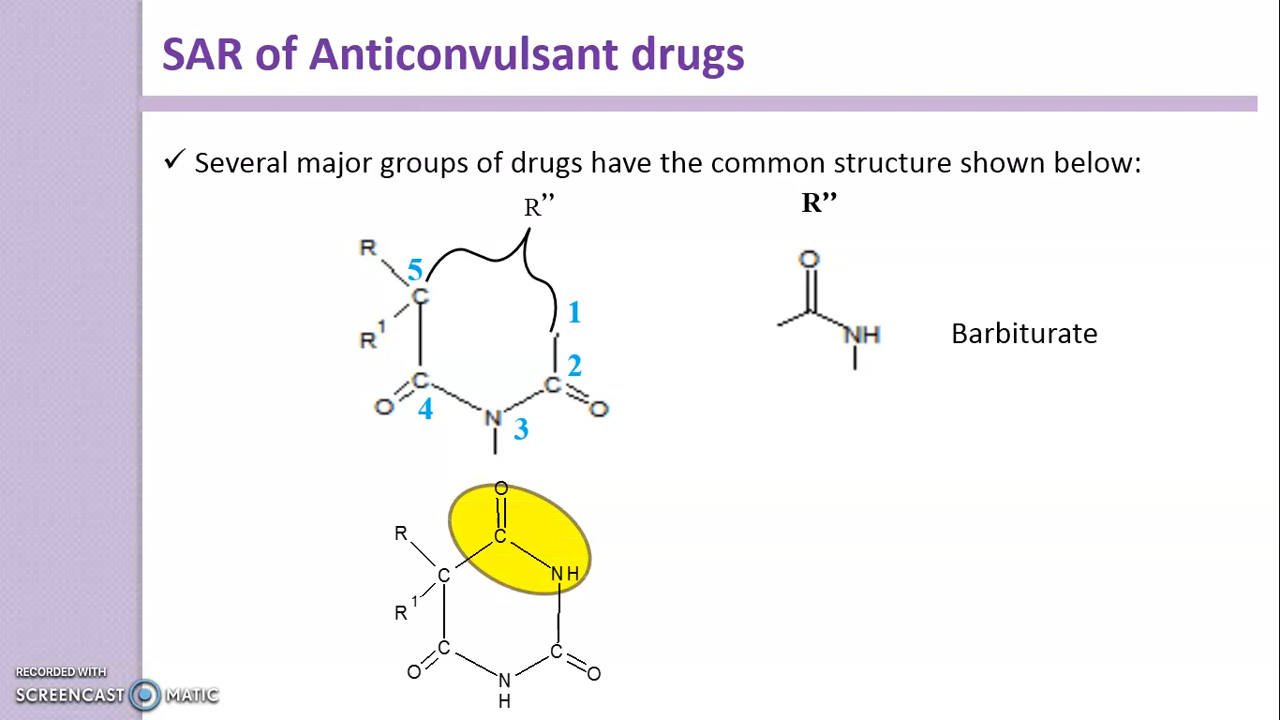 SAR of Anticonvulsant drugs
✓ Several major groups of drugs have the common structure shown below:
R”
R”
R
5
C
R¹
1
O
NH
Barbiturate
2
C
O
C
O
4
N
3
O
R
C
C
NH
R¹
C
O
C
O
N
H
RECORDED WITH
SCREENCAST MATIC